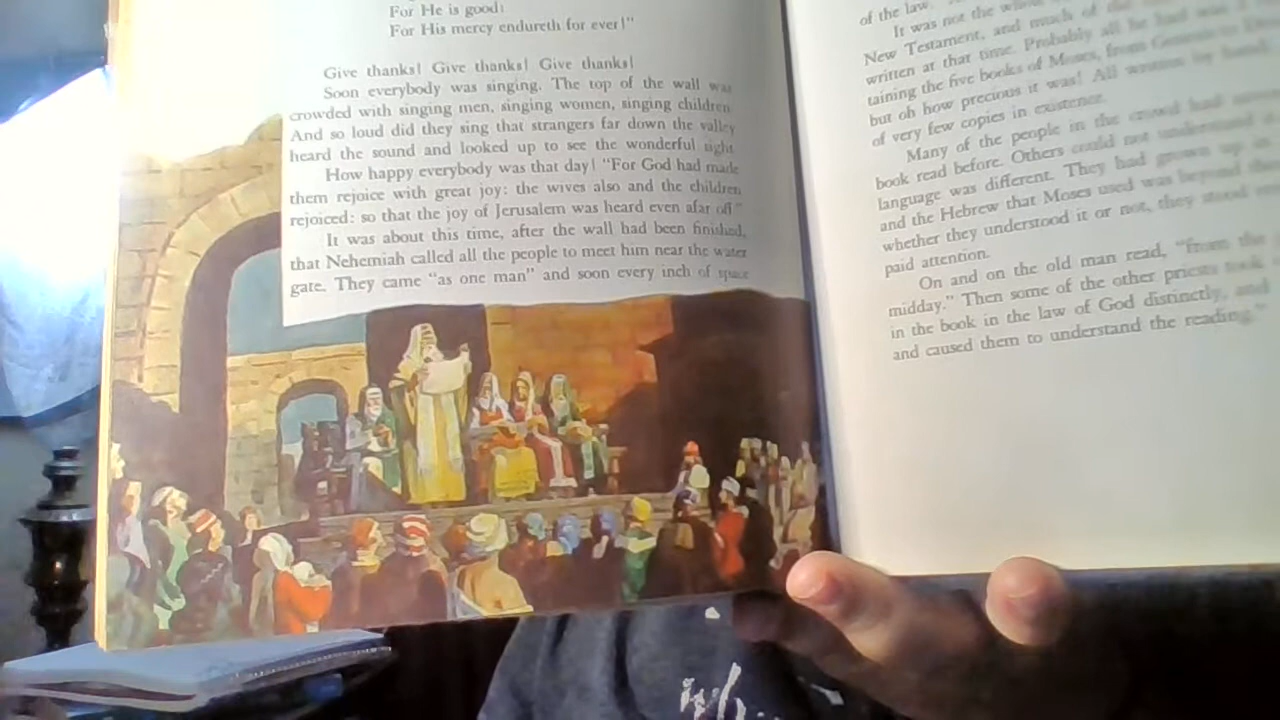 For He is good:
For His mercy endureth for ever!"
Give thanks! Give thanks! Give thanks!
Soon everybody was singing. The top of the wall was
crowded with singing men, singing women, singing children.
And so loud did they sing that strangers far down the valley
heard the sound and looked up to see the wonderful sight.
How happy everybody was that day! "For God had made
them rejoice with great joy: the wives also and the children
rejoiced: so that the joy of Jerusalem was heard even afar off."
It was about this time, after the wall had been finished,
that Nehemiah called all the people to meet him near the water
gate. They came "as one man" and soon every inch of space
of the law.
It was not the whole
New Testament, and much of the
written at that time. Probably all he had was
taining the five books of Moses, from Genesis to
but oh how precious it was! All written by hand,
of very few copies in existence.
Many of the people in the crowd had never
book read before. Others could not understand
language was different. They had grown up in
and the Hebrew that Moses used was beyond
whether they understood it or not, they stood
paid attention.
On and on the old man read, "from the
midday." Then some of the other priests took
in the book in the law of God distinctly, and
and caused them to understand the reading."
wh